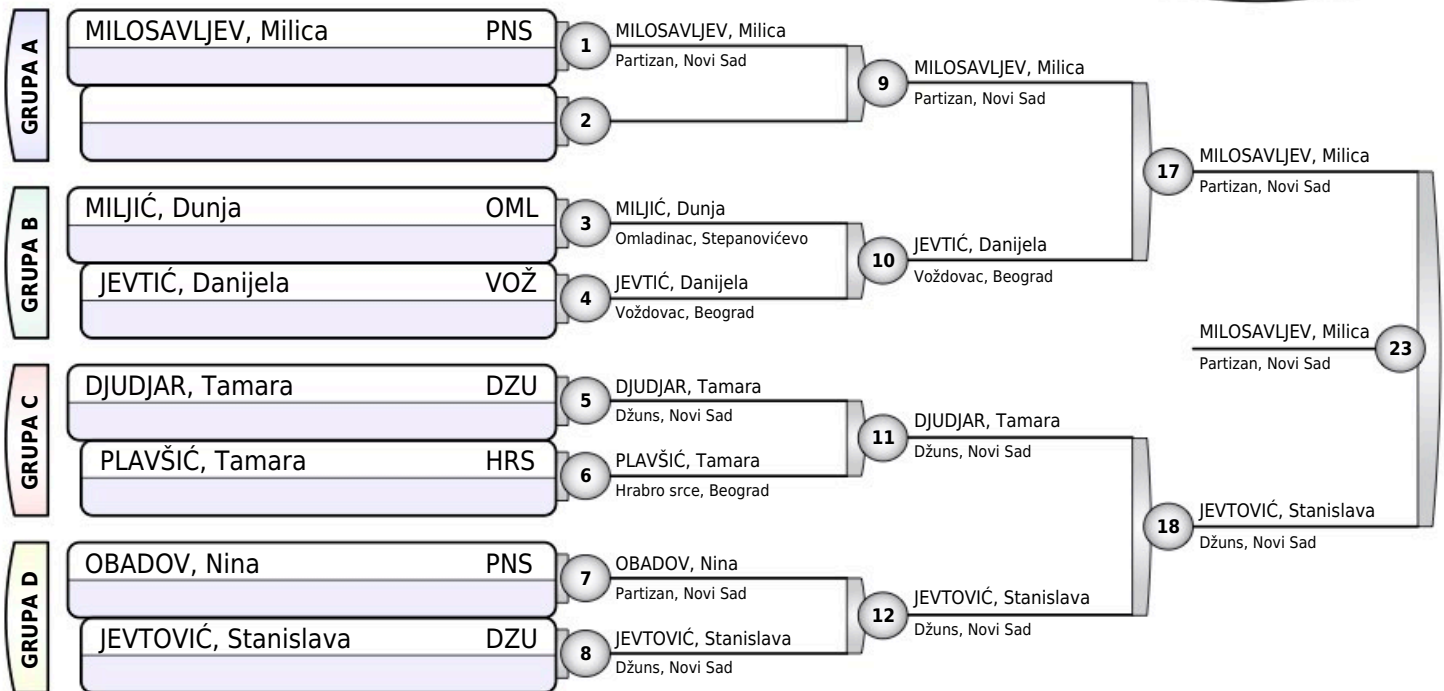 GRUPA A
MILOSAVLJEV, Milica PNS
1
MILOSAVLJEV, Milica
Partizan, Novi Sad
2
9
MILOSAVLJEV, Milica
Partizan, Novi Sad
GRUPA B
MILJIĆ, Dunja OML
3
MILJIĆ, Dunja
Omladinac, Stepanovićevo
JEVTIĆ, Danijela VOŽ
4
JEVTIĆ, Danijela
Voždovac, Beograd
10
JEVTIĆ, Danijela
Voždovac, Beograd
17
MILOSAVLJEV, Milica
Partizan, Novi Sad
GRUPA C
DJUDJAR, Tamara DZU
5
DJUDJAR, Tamara
Džuns, Novi Sad
PLAVŠIĆ, Tamara HRS
6
PLAVŠIĆ, Tamara
Hrabro srce, Beograd
11
DJUDJAR, Tamara
Džuns, Novi Sad
GRUPA D
OBADOV, Nina PNS
7
OBADOV, Nina
Partizan, Novi Sad
JEVTOVIĆ, Stanislava DZU
8
JEVTOVIĆ, Stanislava
Džuns, Novi Sad
12
JEVTOVIĆ, Stanislava
Džuns, Novi Sad
18
JEVTOVIĆ, Stanislava
Džuns, Novi Sad
MILOSAVLJEV, Milica
Partizan, Novi Sad
23